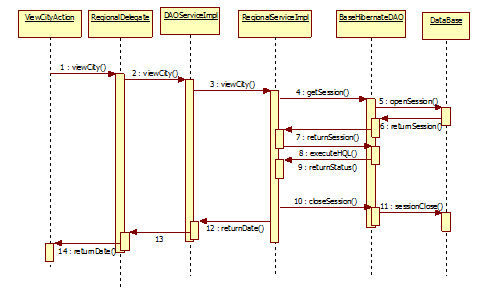 ViewCityAction
RegionalDelegate
DAOServiceImpl
RegionalServiceImpl
BaseHibernateDAO
DataBase
1 : viewCity()
2 : viewCity()
3 : viewCity()
4 : getSession()
5 : openSession()
6 : returnSession()
7 : returnSession()
8 : executeHQL()
9 : returnStatus()
10 : closeSession()
11 : sessionClose()
12 : returnDate()
13
14 : returnDate()